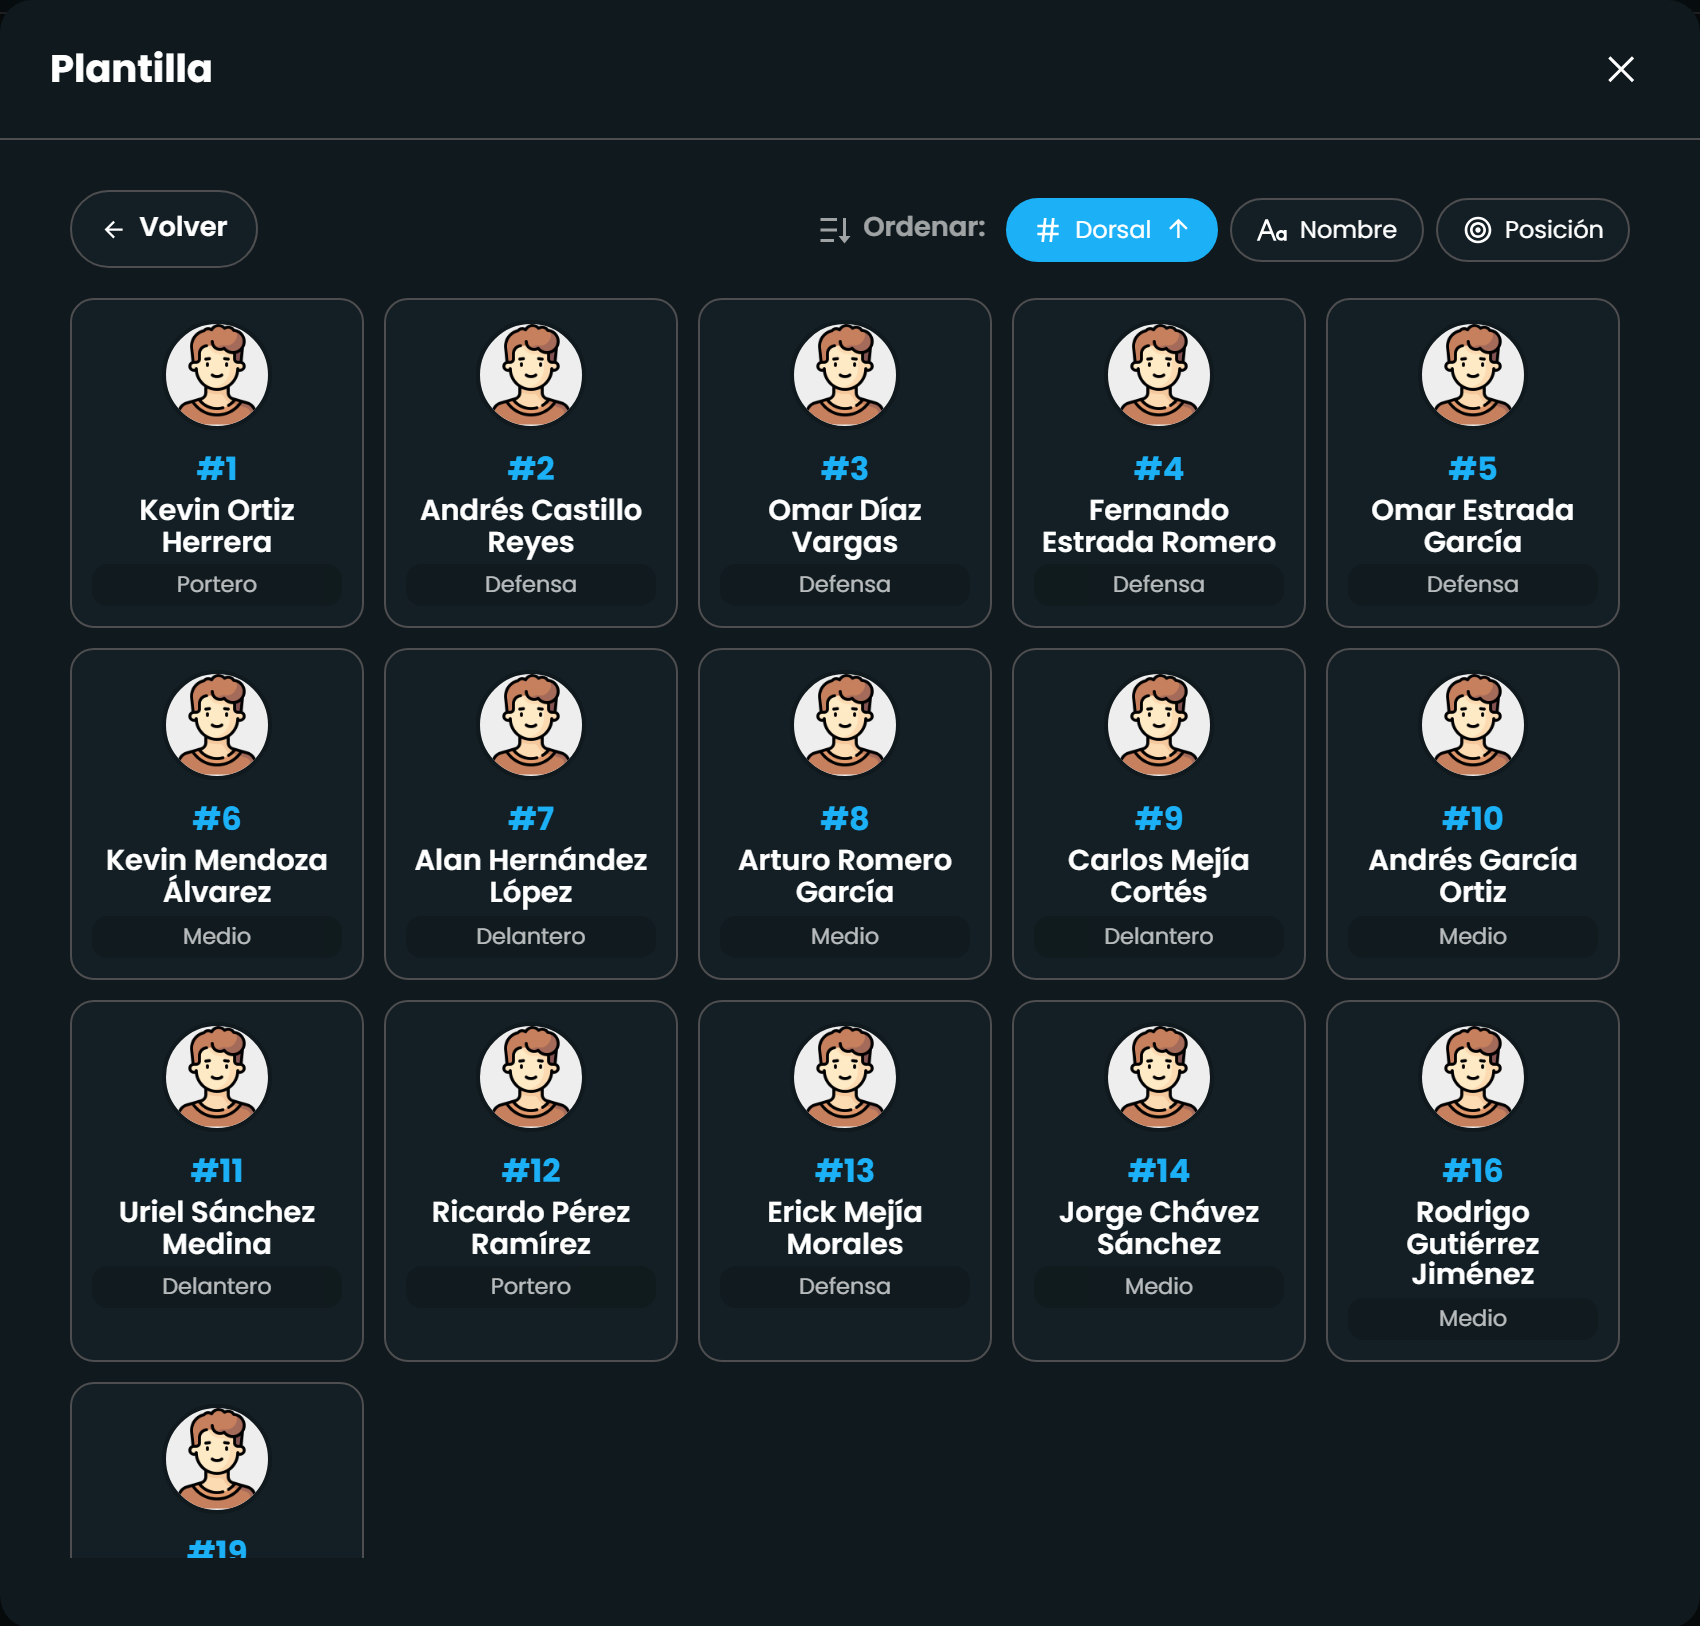 Plantilla
Volver
Ordenar:
# Dorsal ↑
Aa Nombre
Posición
#1
Kevin Ortiz
Herrera
Portero
#2
Andrés Castillo
Reyes
Defensa
#3
Omar Díaz
Vargas
Defensa
#4
Fernando
Estrada Romero
Defensa
#5
Omar Estrada
García
Defensa
#6
Kevin Mendoza
Álvarez
Medio
#7
Alan Hernández
López
Delantero
#8
Arturo Romero
García
Medio
#9
Carlos Mejía
Cortés
Delantero
#10
Andrés García
Ortiz
Medio
#11
Uriel Sánchez
Medina
Delantero
#12
Ricardo Pérez
Ramírez
Portero
#13
Erick Mejía
Morales
Defensa
#14
Jorge Chávez
Sánchez
Medio
#16
Rodrigo
Gutiérrez
Jiménez
Medio
#19